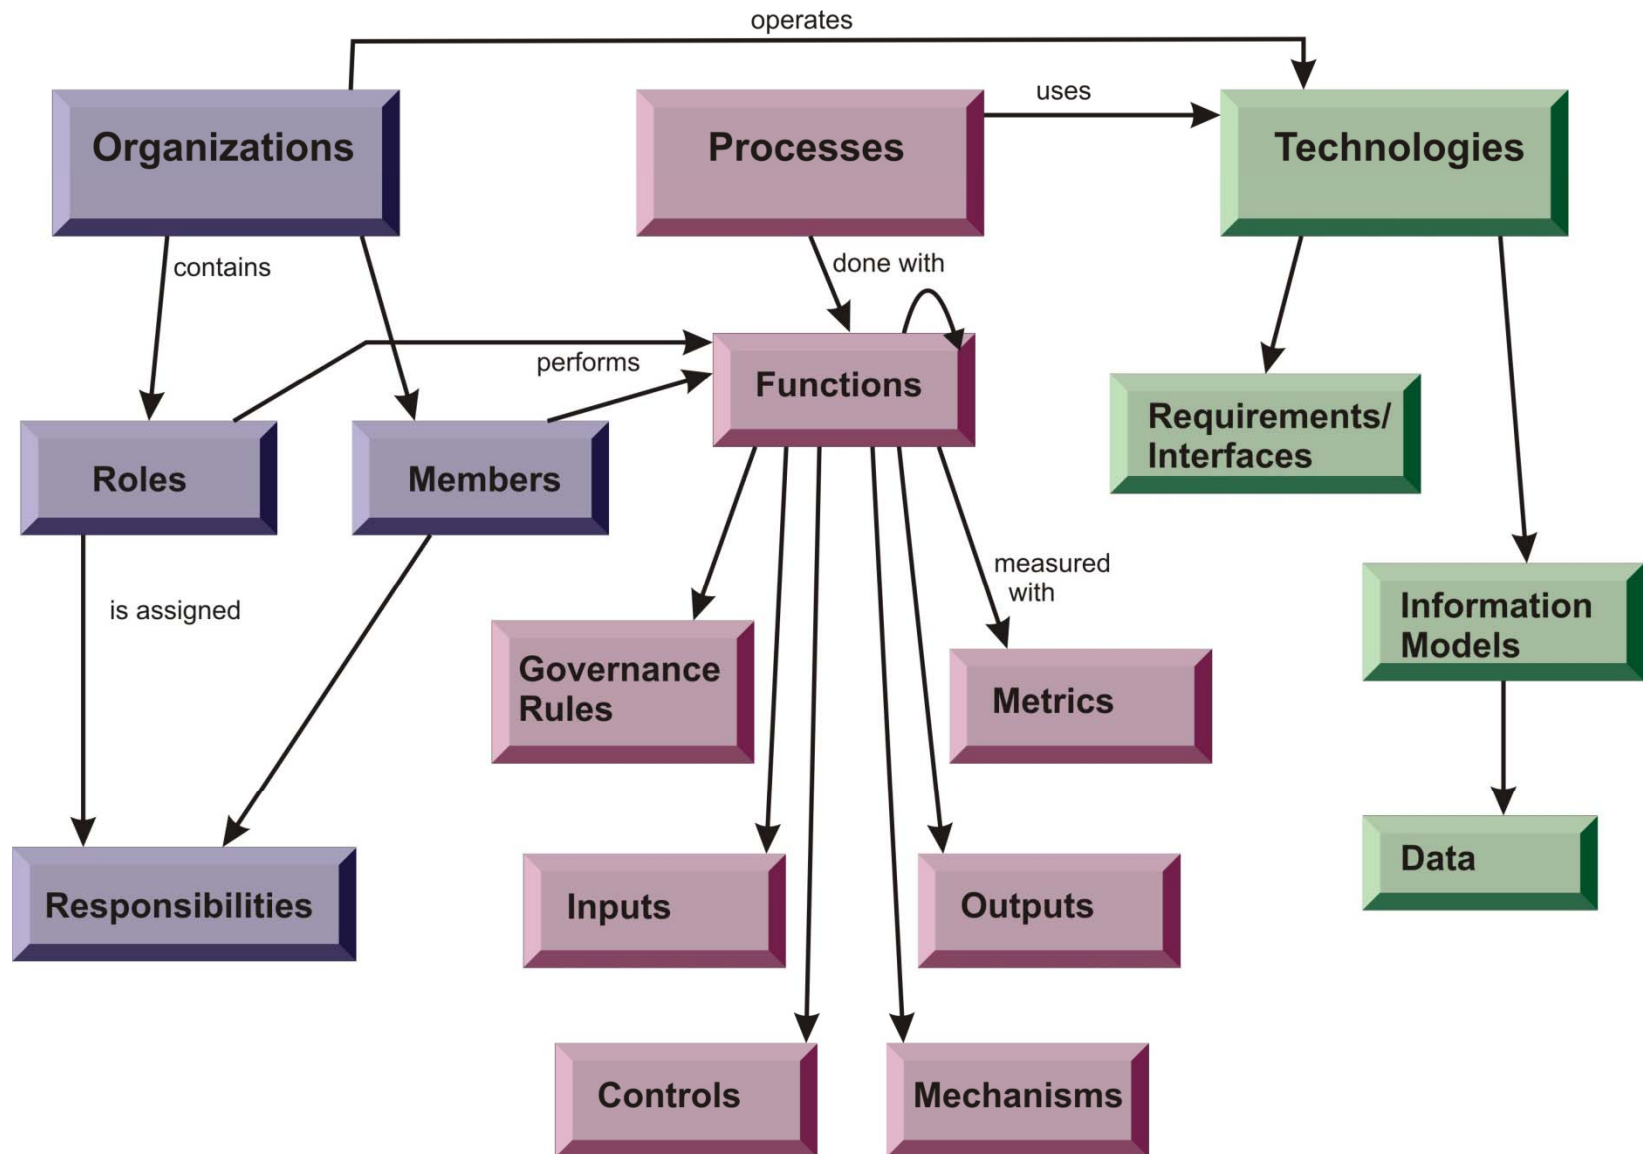 operates
uses
Organizations
Processes
Technologies
contains
done with
performs
Functions
Requirements/
Interfaces
Roles
Members
measured
with
is assigned
Information
Models
Governance
Rules
Metrics
Data
Responsibilities
Inputs
Outputs
Controls
Mechanisms